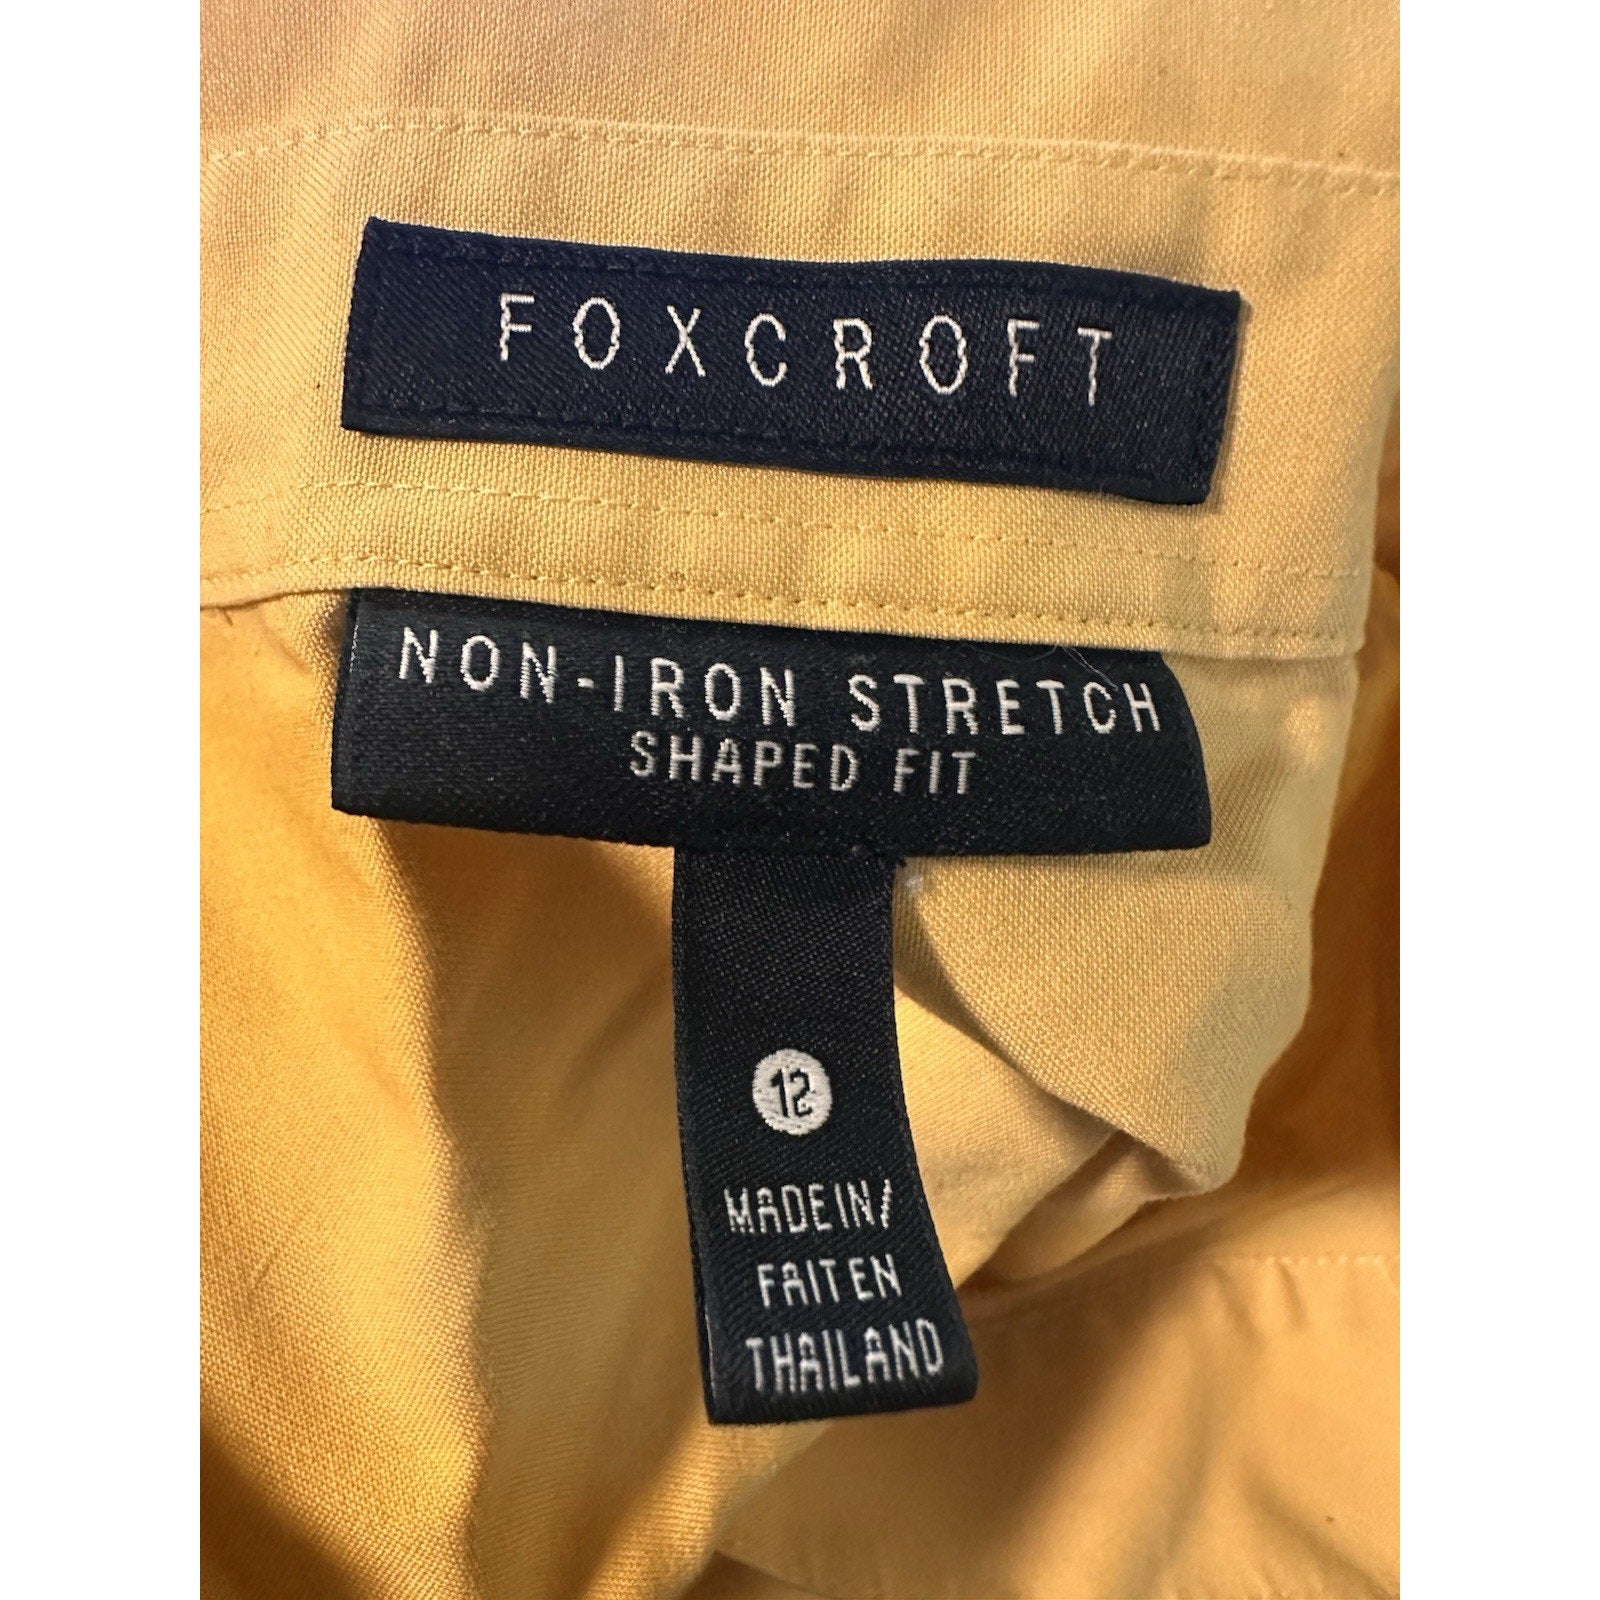 FOXCROFT
NON-IRON STRETCH
SHAPED FIT
12
MADE IN/
FAIT EN
THAILAND